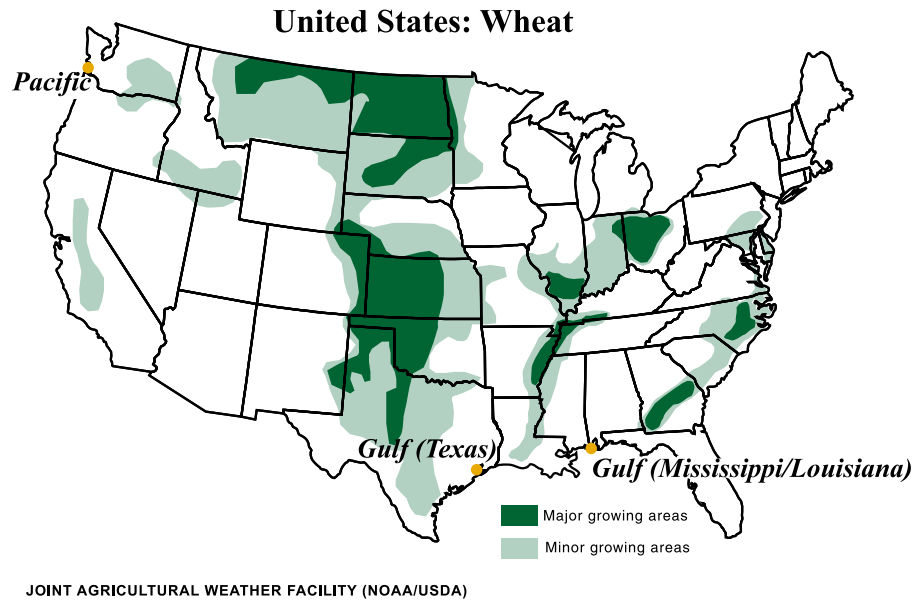 United States: Wheat
Pacific
Gulf (Texas)
Gulf (Mississippi/Louisiana)
Major growing areas
Minor growing areas
JOINT AGRICULTURAL WEATHER FACILITY (NOAA/USDA)